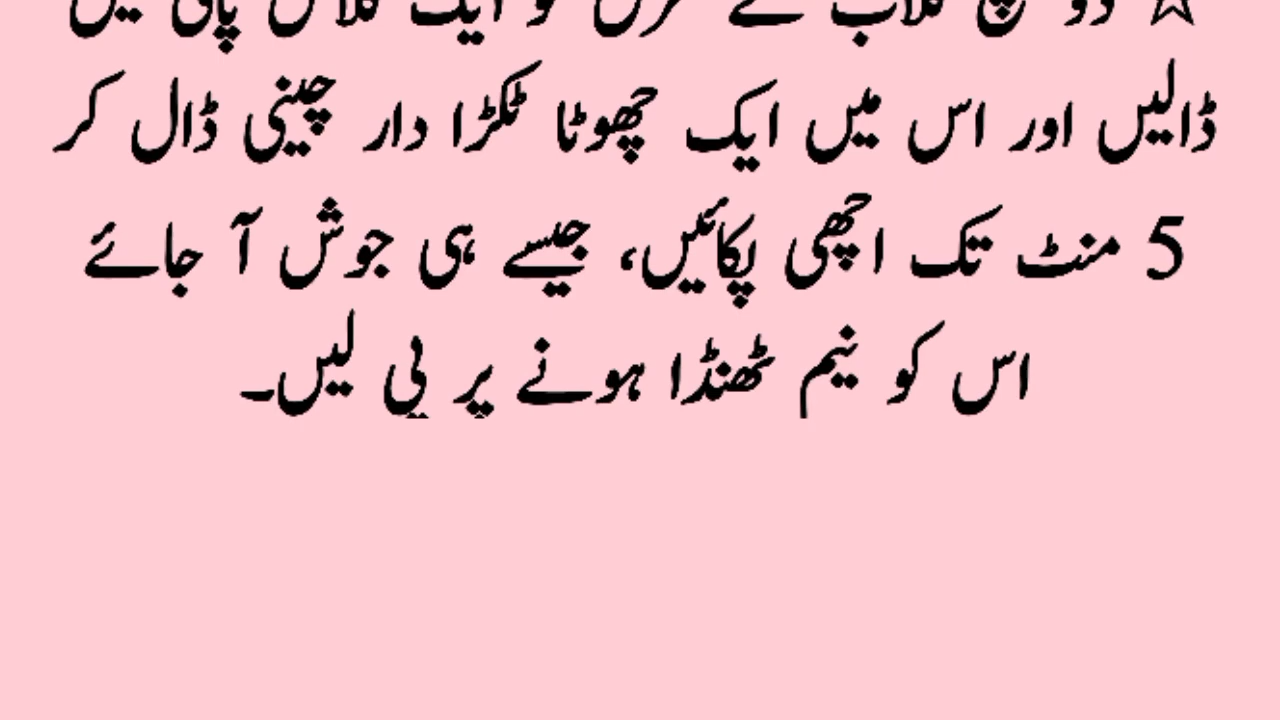 ☆ دو چمچ گلاب کے عرق کو ایک گلاس پانی میں
ڈالیں اور اس میں ایک چھوٹا ٹکڑا دار چینی ڈال کر
5 منٹ تک اچھی پکائیں، جیسے ہی جوش آ جائے
اس کو نیم ٹھنڈا ہونے پر پی لیں۔